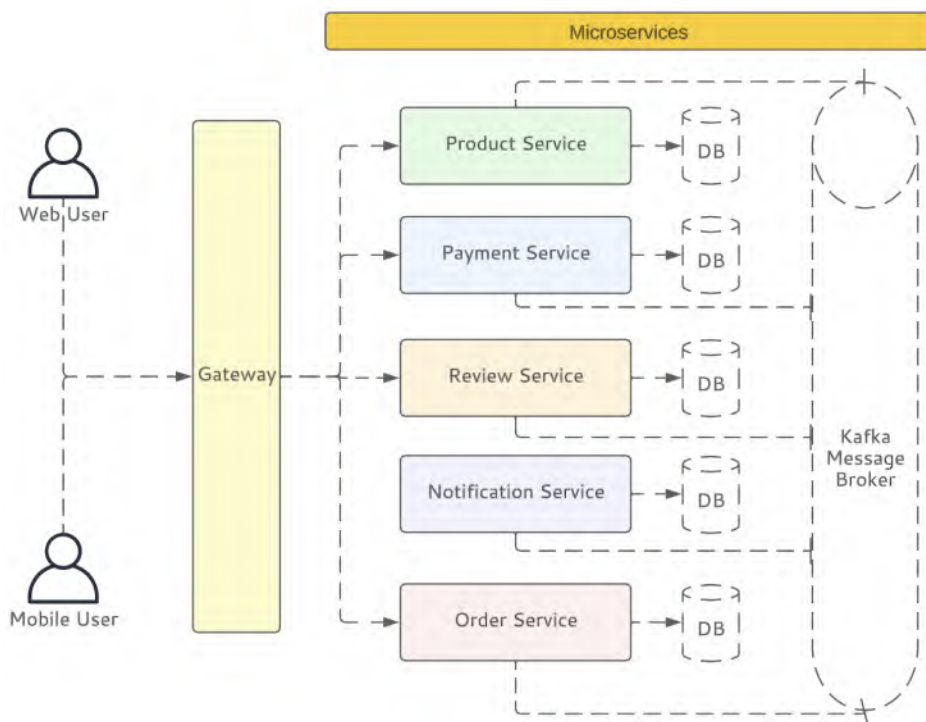 Microservices
Web User
Mobile User
Gateway
Product Service
DB
Payment Service
DB
Review Service
DB
Notification Service
DB
Order Service
DB
Kafka
Message
Broker